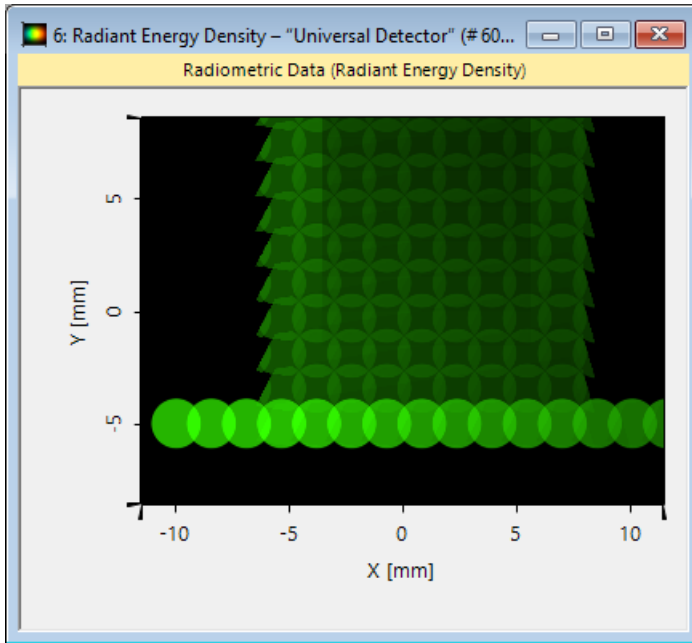 6: Radiant Energy Density – "Universal Detector" (# 60...
Radiometric Data (Radiant Energy Density)
5
0
-5
Y [mm]
-10
-5
0
5
10
X [mm]